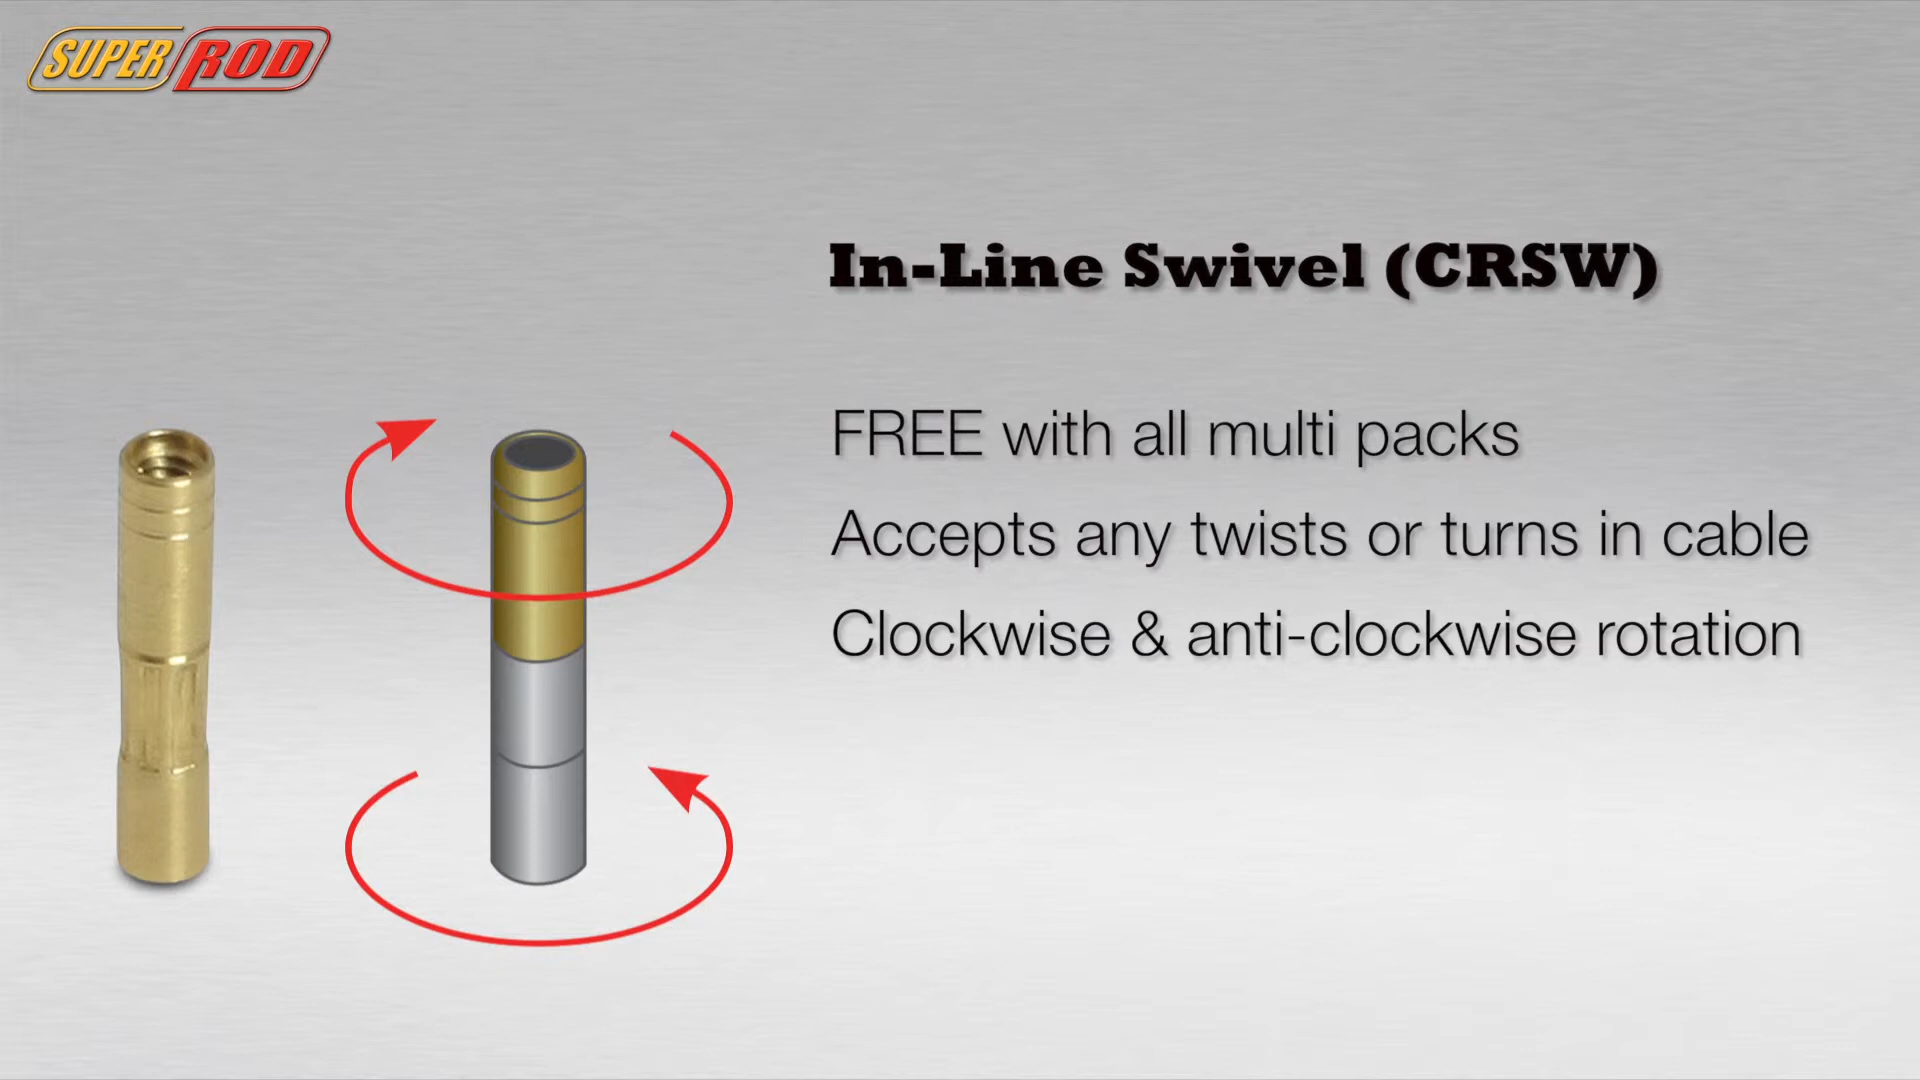 SUPER ROD
In-Line Swivel (CRSW)
FREE with all multi packs
Accepts any twists or turns in cable
Clockwise & anti-clockwise rotation